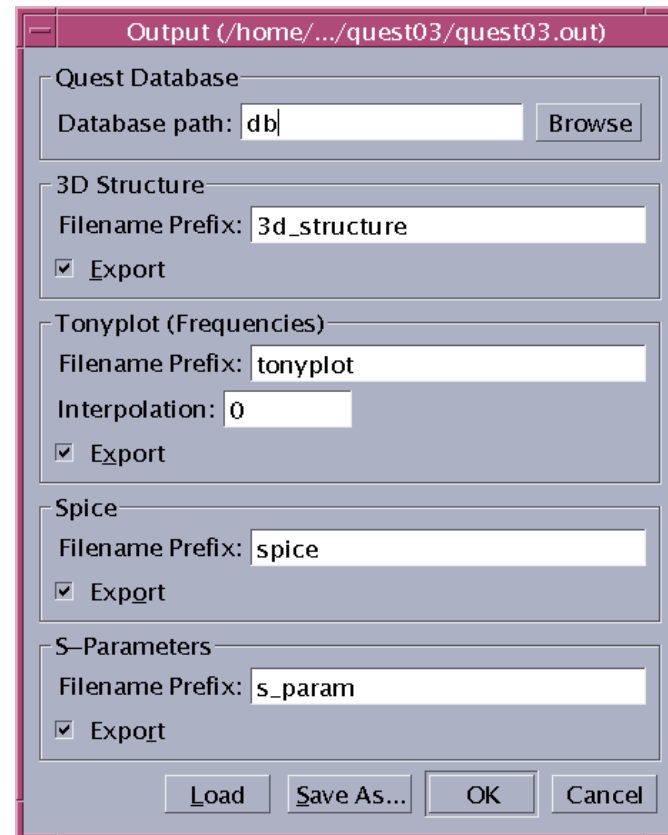 Output (/home/.../quest03/quest03.out)
Quest Database
Database path: db Browse
3D Structure
Filename Prefix: 3d_structure
Export
Tonyplot (Frequencies)
Filename Prefix: tonyplot
Interpolation: 0
Export
Spice
Filename Prefix: spice
Export
S–Parameters
Filename Prefix: s_param
Export
Load Save As... OK Cancel